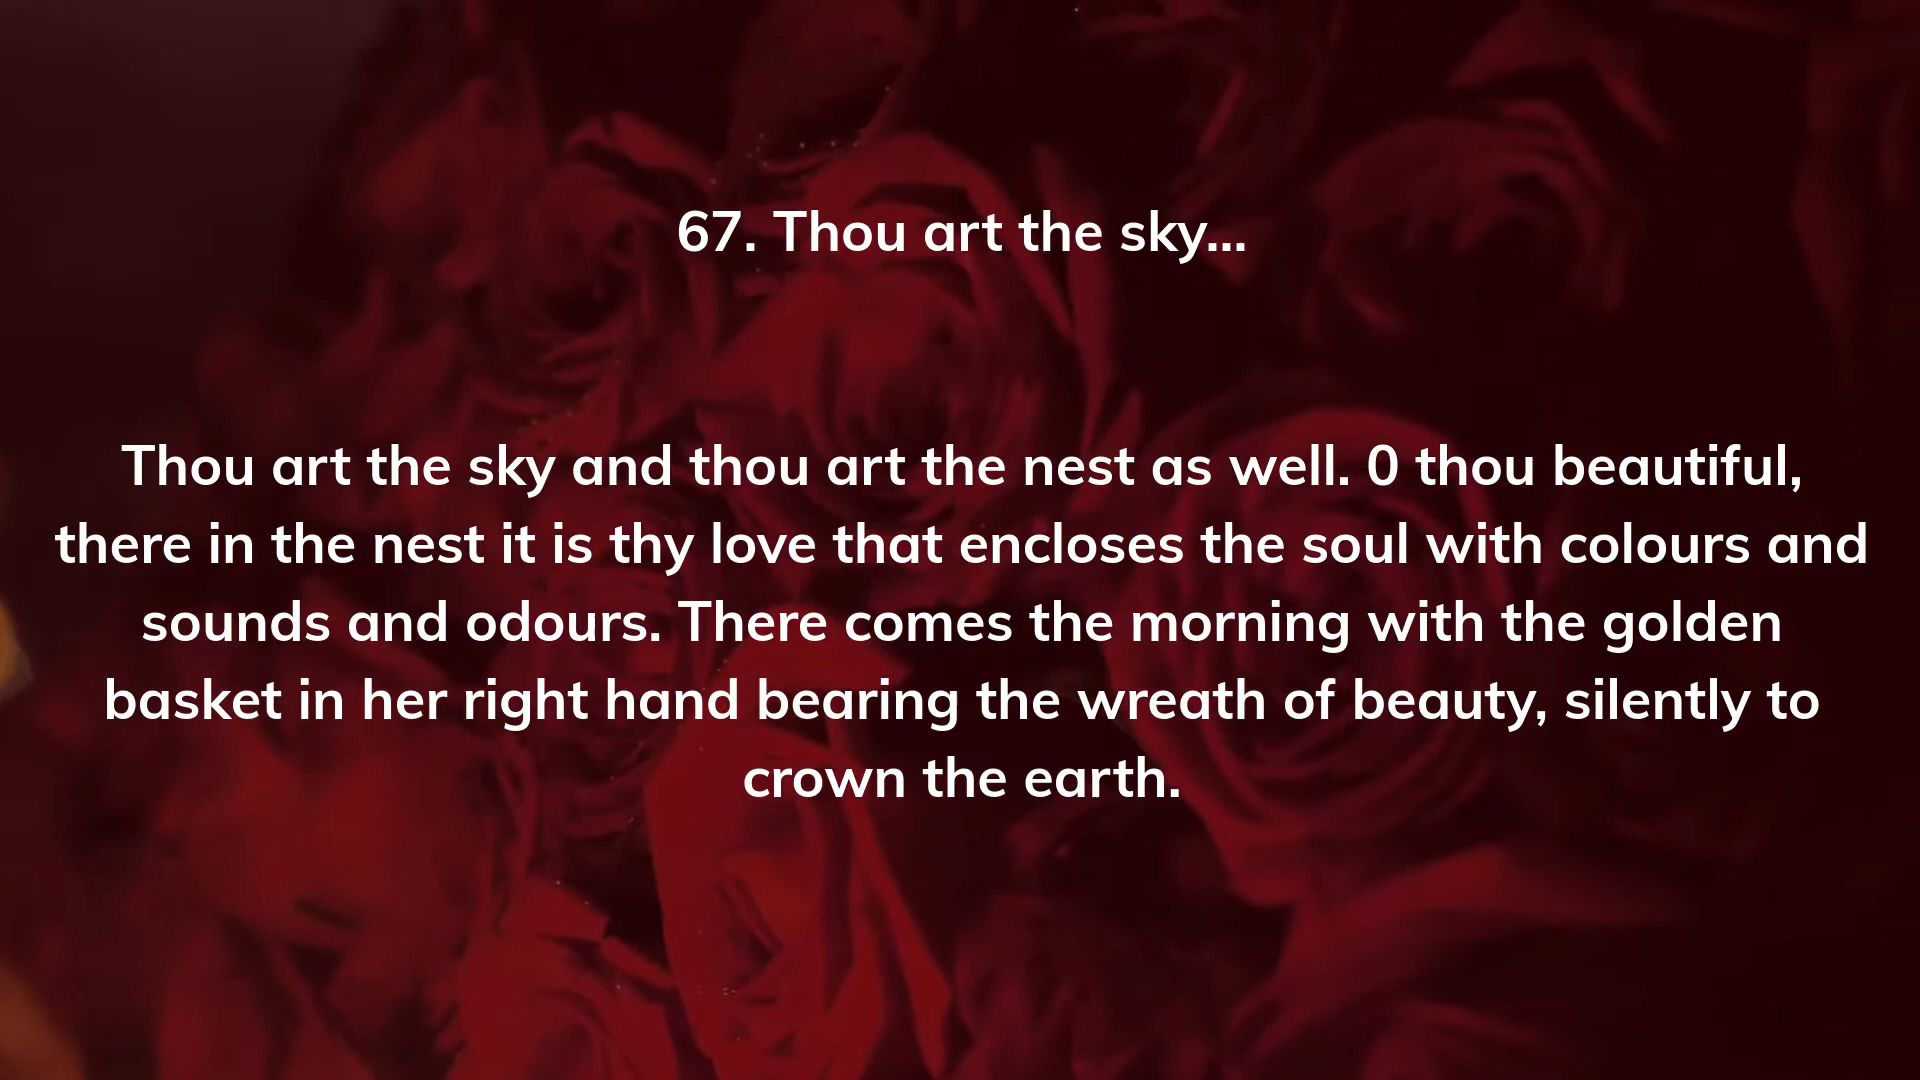 67. Thou art the sky...
Thou art the sky and thou art the nest as well. 0 thou beautiful,
there in the nest it is thy love that encloses the soul with colours and
sounds and odours. There comes the morning with the golden
basket in her right hand bearing the wreath of beauty, silently to
crown the earth.